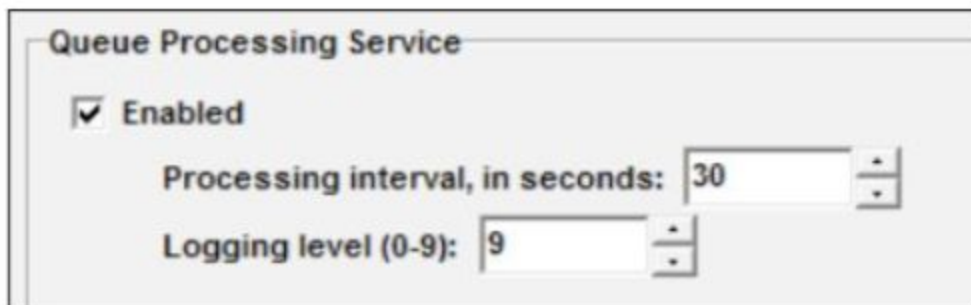 Queue Processing Service
Enabled
Processing interval, in seconds: 30
Logging level (0-9): 9